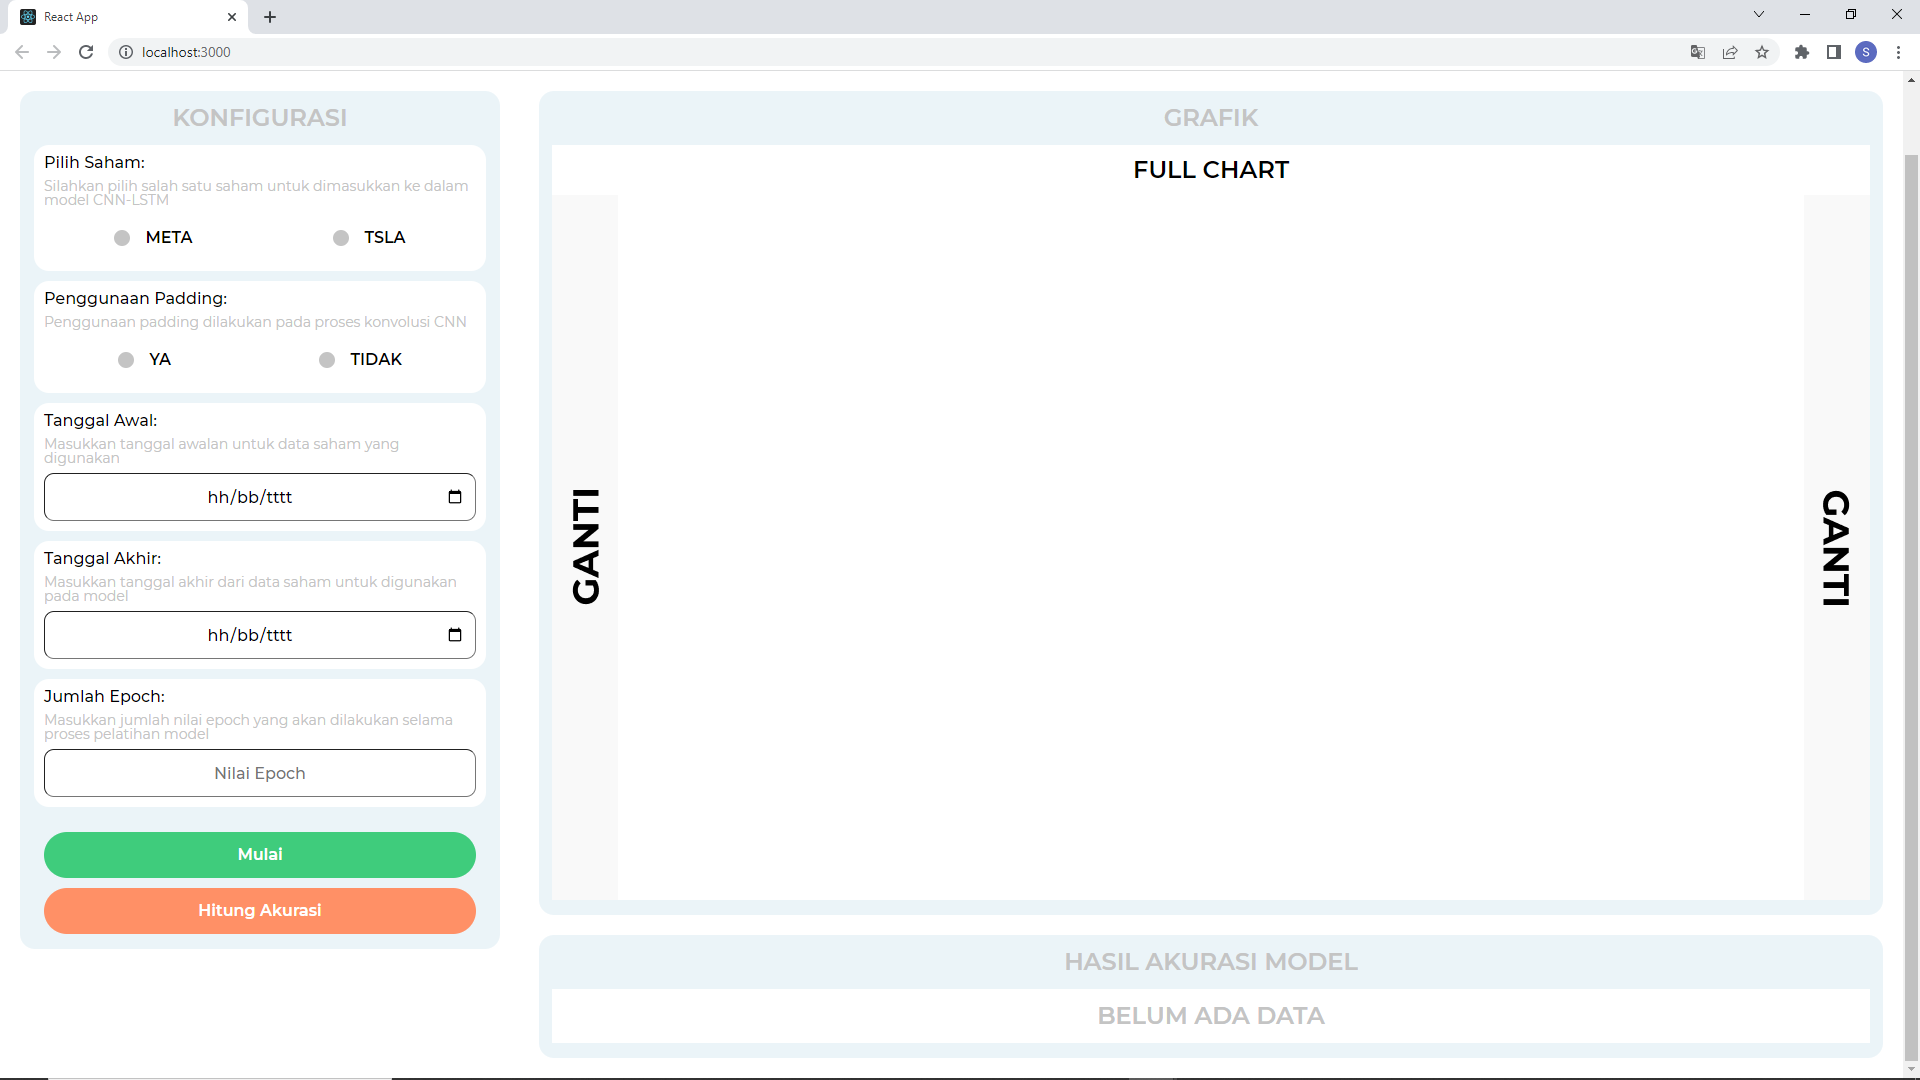 React App
localhost:3000
S
KONFIGURASI
Pilih Saham:
Silahkan pilih salah satu saham untuk dimasukkan ke dalam
model CNN-LSTM
META
TSLA
Penggunaan Padding:
Penggunaan padding dilakukan pada proses konvolusi CNN
YA
TIDAK
Tanggal Awal:
Masukkan tanggal awalan untuk data saham yang
digunakan
hh/bb/tttt
Tanggal Akhir:
Masukkan tanggal akhir dari data saham untuk digunakan
pada model
hh/bb/tttt
Jumlah Epoch:
Masukkan jumlah nilai epoch yang akan dilakukan selama
proses pelatihan model
Nilai Epoch
Mulai
Hitung Akurasi
GRAFIK
FULL CHART
GANTI
GANTI
HASIL AKURASI MODEL
BELUM ADA DATA